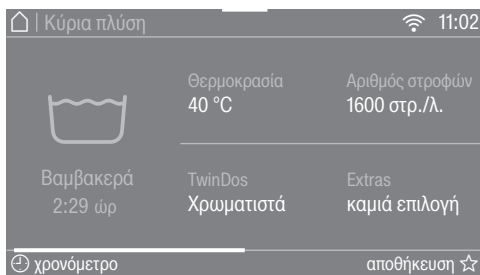 | Κύρια πλύση 11:02
Θερμοκρασία
40 °C
Αριθμός στροφών
1600 στρ./λ.
Βαμβακερά
2:29 ώρ
TwinDos
Χρωματιστά
Extras
καμιά επιλογή
χρονόμετρο αποθήκευση